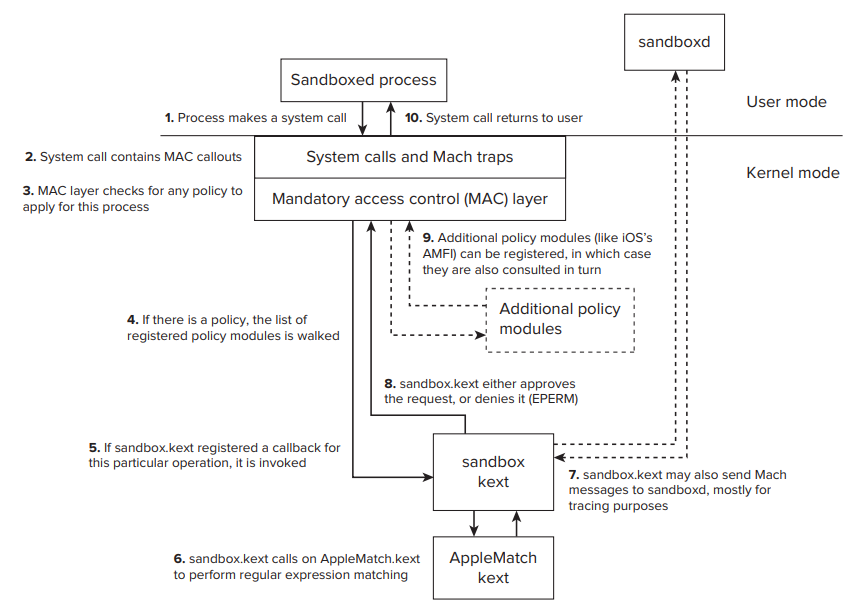 sandboxd
Sandboxed process
User mode
1. Process makes a system call
10. System call returns to user
2. System call contains MAC callouts
System calls and Mach traps
Kernel mode
3. MAC layer checks for any policy to
apply for this process
Mandatory access control (MAC) layer
9. Additional policy modules (like iOS's
AMFI) can be registered, in which case
they are also consulted in turn
4. If there is a policy, the list of
registered policy modules is walked
Additional policy
modules
8. sandbox.kext either approves
the request, or denies it (EPERM)
5. If sandbox.kext registered a callback for
this particular operation, it is invoked
sandbox
kext
7. sandbox.kext may also send Mach
messages to sandboxd, mostly for
tracing purposes
6. sandbox.kext calls on AppleMatch.kext
to perform regular expression matching
AppleMatch
kext